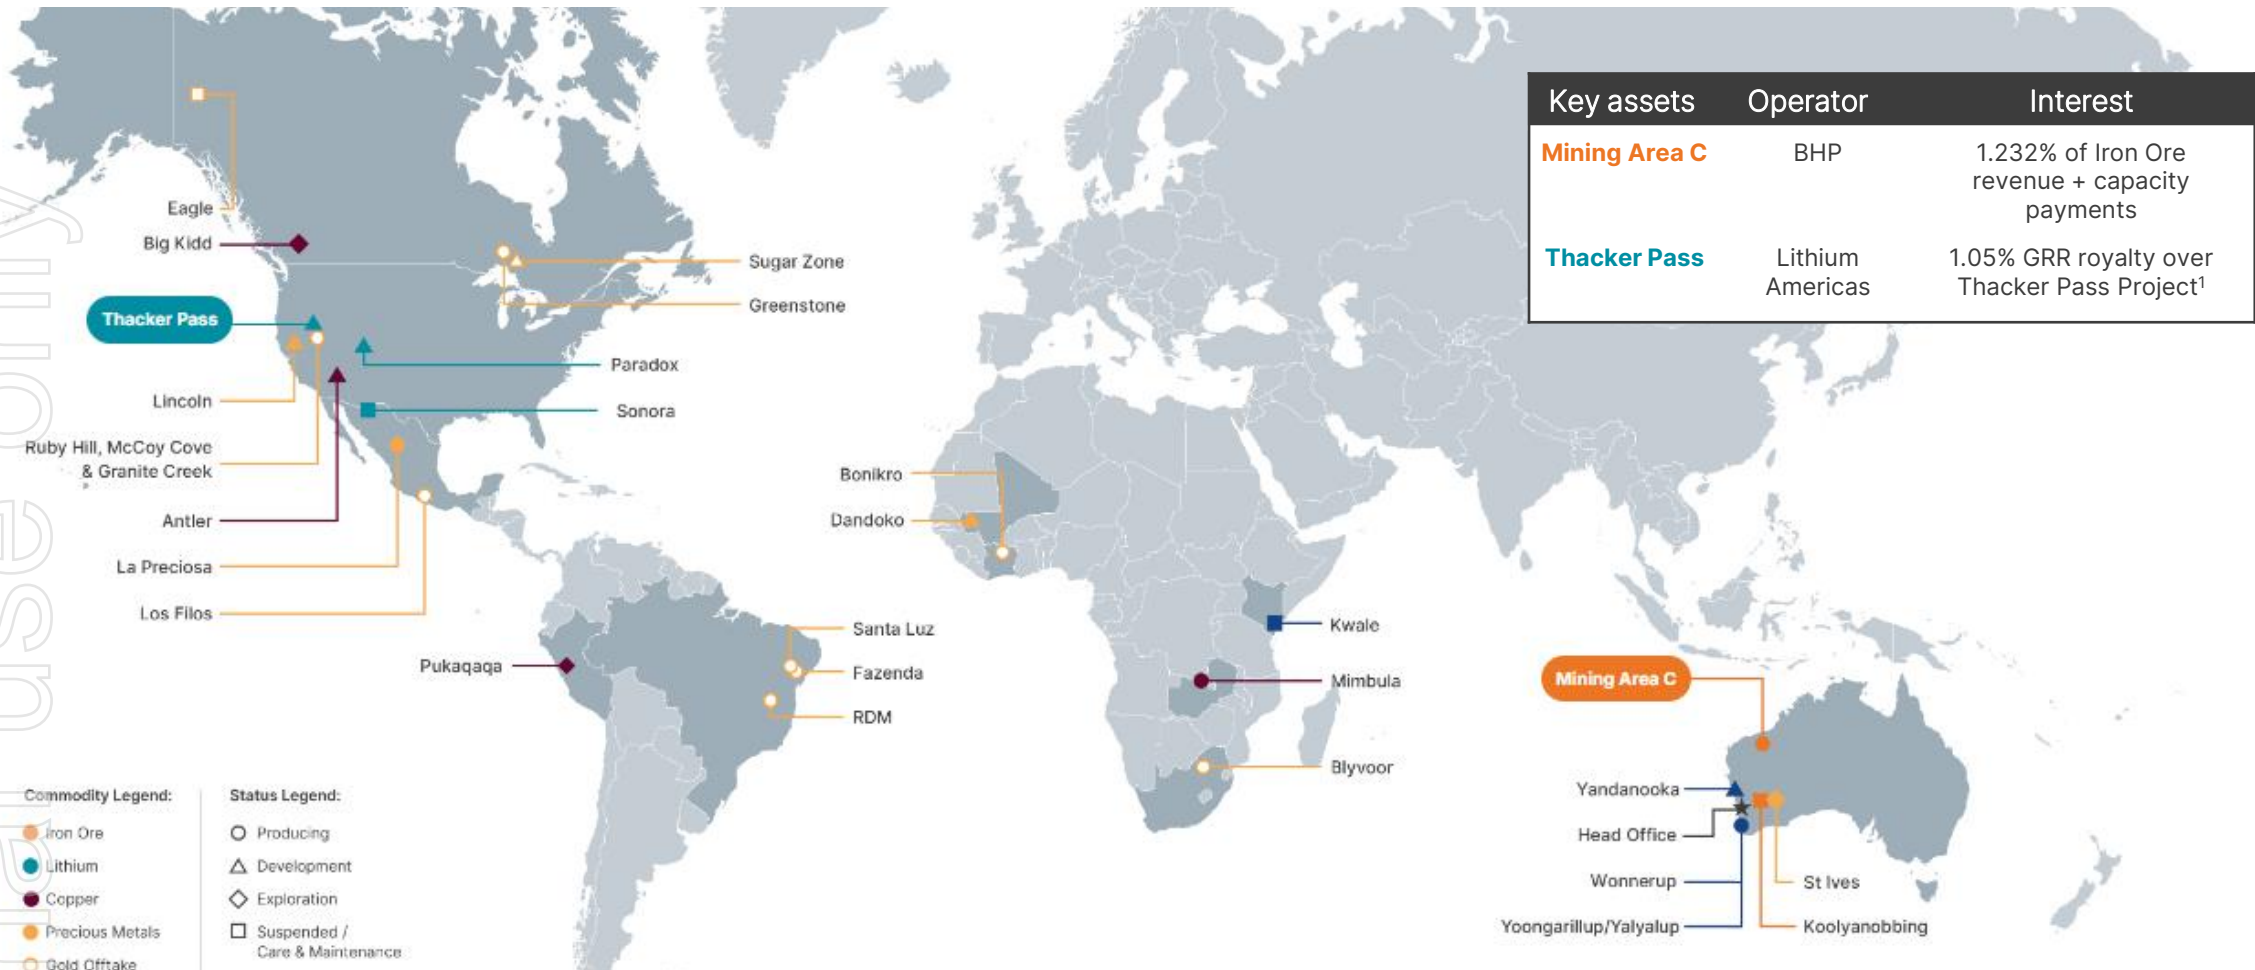 Key assets Operator Interest
Mining Area C BHP 1.232% of Iron Ore
revenue + capacity
payments
Thacker Pass Lithium 1.05% GRR royalty over
Americas Thacker Pass Project¹
Eagle
Big Kidd
Sugar Zone
Greenstone
Thacker Pass
Paradox
Lincoln
Sonora
Ruby Hill, McCoy Cove
& Granite Creek
Antler
La Preciosa
Los Filos
Bonikro
Dandoko
Santa Luz
Pukaqaqa
Fazenda
RDM
Kwale
Mimbula
Blyvoor
Mining Area C
Yandanooka
Head Office
Wonnerup
St Ives
Yoongarillup/Yalyalup
Koolyanobbing
Commodity Legend:
Iron Ore
Lithium
Copper
Precious Metals
Gold Offtake
Status Legend:
Producing
Development
Exploration
Suspended /
Care & Maintenance
use only